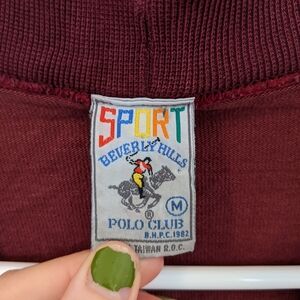 SPORT
BEVERLY HILLS
®
M
POLO CLUB
B.H.P.C. 1982
TAIWAN R.O.C.